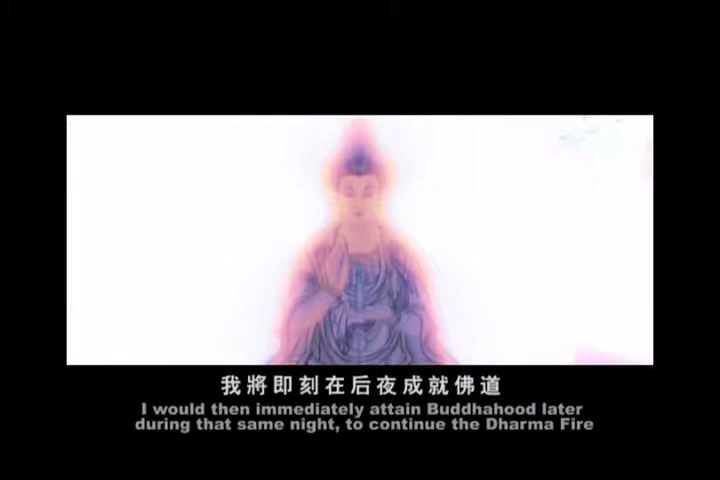 我將即刻在后夜成就佛道
I would then immediately attain Buddhahood later
during that same night, to continue the Dharma Fire